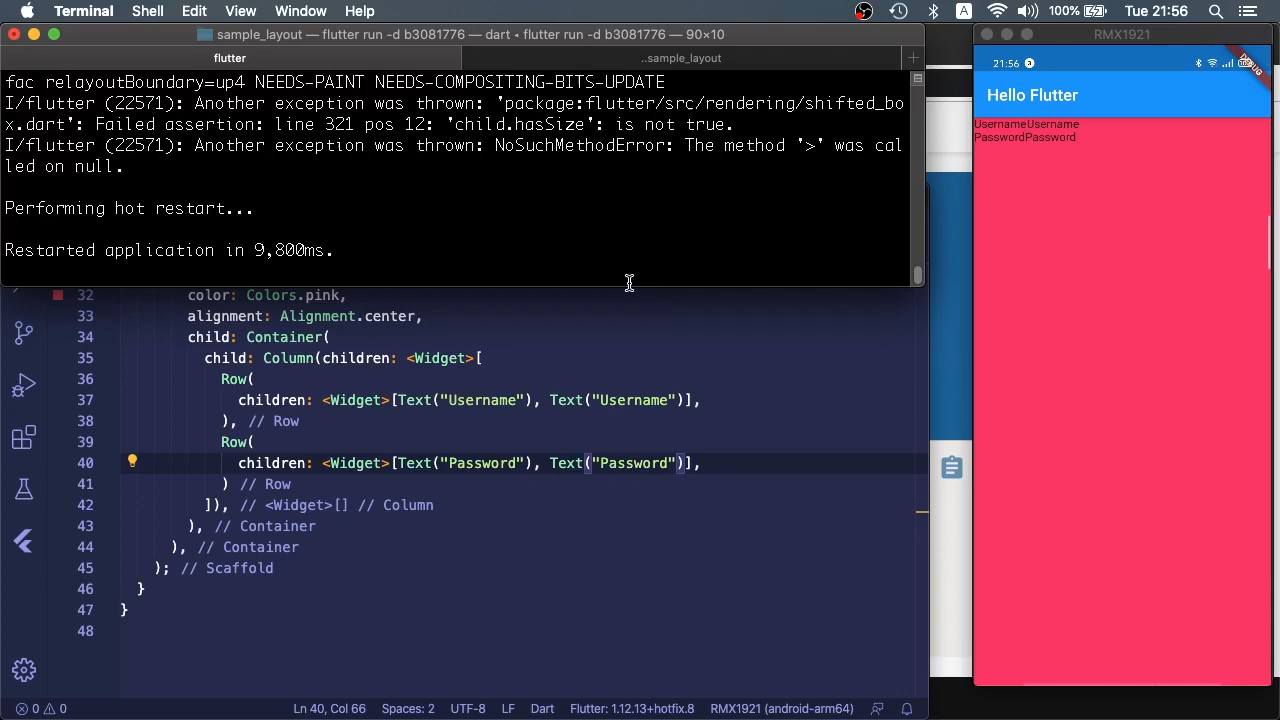 Terminal Shell Edit View Window Help
A 100% Tue 21:56
sample_layout — flutter run -d b3081776 — dart ‹ flutter run -d b3081776 — 90×10
flutter
..sample_layout
fac relayoutBoundary=up4 NEEDS-PAINT NEEDS-COMPOSITING-BITS-UPDATE
I/flutter (22571): Another exception was thrown: 'package:flutter/src/rendering/shifted_bo
x.dart': Failed assertion: line 321 pos 12: 'child.hasSize': is not true.
I/flutter (22571): Another exception was thrown: NoSuchMethodError: The method '>' was cal
led on null.
Performing hot restart...
Restarted application in 9,800ms.
32 color: Colors.pink,
33 alignment: Alignment.center,
34 child: Container(
35 child: Column(children: <Widget>[
36 Row(
37 children: <Widget>[Text("Username"), Text("Username")],
38 ), // Row
39 Row(
40 children: <Widget>[Text("Password"), Text("Password")],
41 ) // Row
42 ]), // <Widget>[] // Column
43 ), // Container
44 ), // Container
45 ); // Scaffold
46 }
47 }
48
0 0 Ln 40, Col 66 Spaces: 2 UTF-8 LF Dart Flutter: 1.12.13+hotfix.8 RMX1921 (android-arm64)
RMX1921
21:56 3
DEBUG
Hello Flutter
UsernameUsername
PasswordPassword